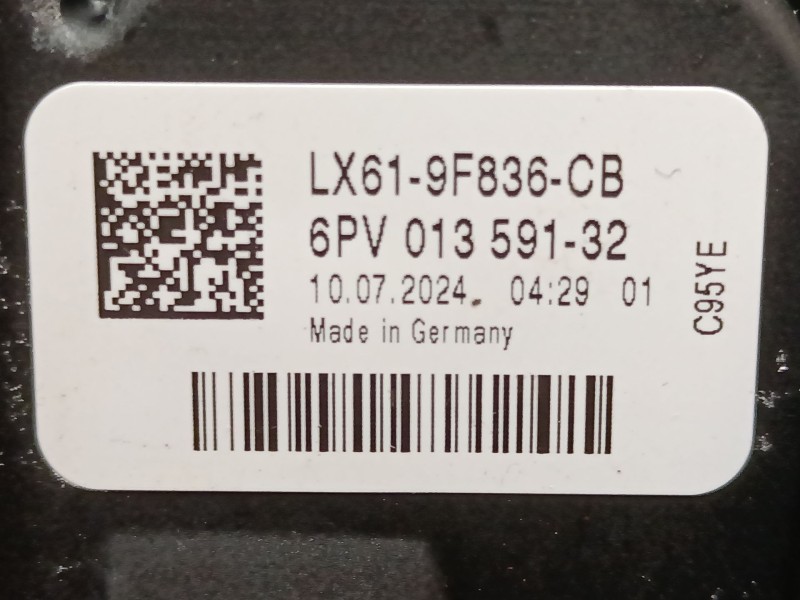 LX61-9F836-CB
6PV 013 591-32
10.07.2024 04:29 01
Made in Germany
C95YE